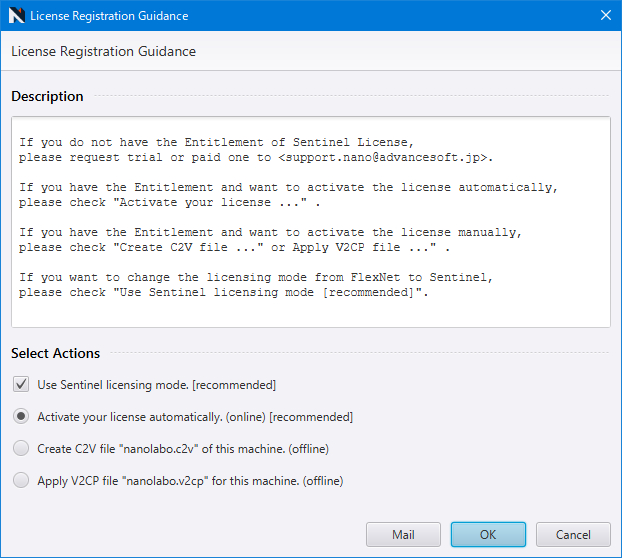 License Registration Guidance
License Registration Guidance
Description
If you do not have the Entitlement of Sentinel License,
please request trial or paid one to <support.nano@advancesoft.jp>.
If you have the Entitlement and want to activate the license automatically,
please check "Activate your license ..." .
If you have the Entitlement and want to activate the license manually,
please check "Create C2V file ..." or Apply V2CP file ..." .
If you want to change the licensing mode from FlexNet to Sentinel,
please check "Use Sentinel licensing mode [recommended]".
Select Actions
Use Sentinel licensing mode. [recommended]
Activate your license automatically. (online) [recommended]
Create C2V file "nanolabo.c2v" of this machine. (offline)
Apply V2CP file "nanolabo.v2cp" for this machine. (offline)
Mail OK Cancel